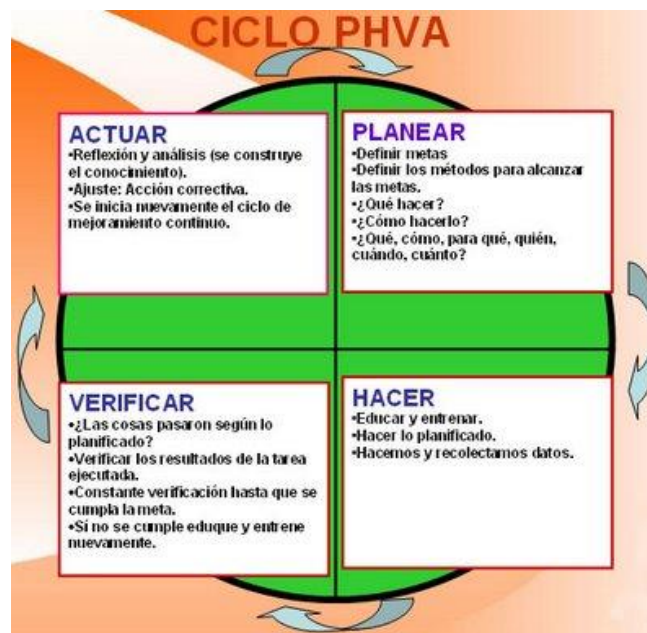 CICLO PHVA
ACTUAR
•Reflexión y análisis (se construye
el conocimiento).
•Ajuste: Acción correctiva.
•Se inicia nuevamente el ciclo de
mejoramiento continuo.
PLANEAR
•Definir metas
•Definir los métodos para alcanzar
las metas.
•¿Qué hacer?
•¿Cómo hacerlo?
•¿Qué, cómo, para qué, quién,
cuándo, cuánto?
VERIFICAR
•¿Las cosas pasaron según lo
planificado?
•Verificar los resultados de la tarea
ejecutada.
•Constante verificación hasta que se
cumpla la meta.
•Sí no se cumple eduque y entrene
nuevamente.
HACER
•Educar y entrenar.
•Hacer lo planificado.
•Hacemos y recolectamos datos.